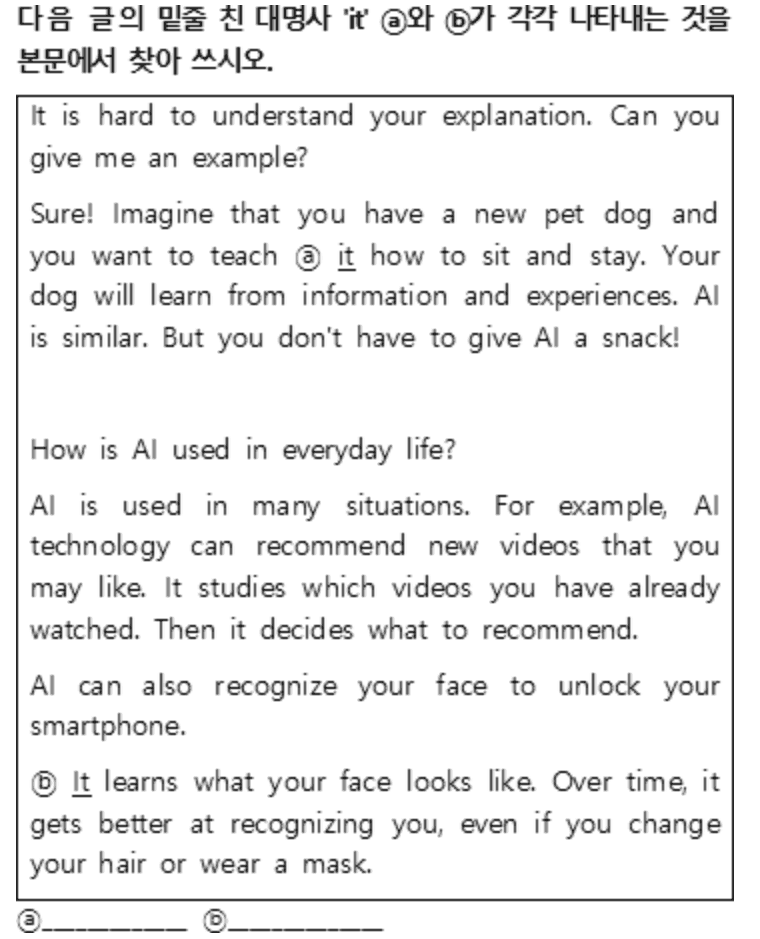 다음 글의 밑줄 친 대명사 'it' ⓐ와 ⓑ가 각각 나타내는 것을
본문에서 찾아 쓰시오.
It is hard to understand your explanation. Can you
give me an example?
Sure! Imagine that you have a new pet dog and
you want to teach ⓐ it how to sit and stay. Your
dog will learn from information and experiences. AI
is similar. But you don't have to give AI a snack!
How is AI used in everyday life?
AI is used in many situations. For example, AI
technology can recommend new videos that you
may like. It studies which videos you have already
watched. Then it decides what to recommend.
AI can also recognize your face to unlock your
smartphone.
ⓑ It learns what your face looks like. Over time, it
gets better at recognizing you, even if you change
your hair or wear a mask.
ⓐ____________ ⓑ____________